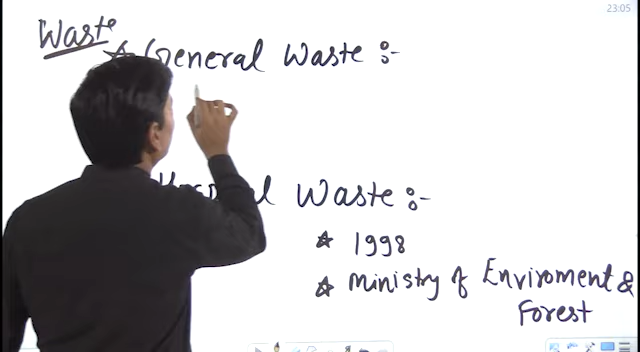 23:05
Waste
☆ General Waste :-
Waste :-
☆ 1998
☆ Ministry of Enviroment &
Forest